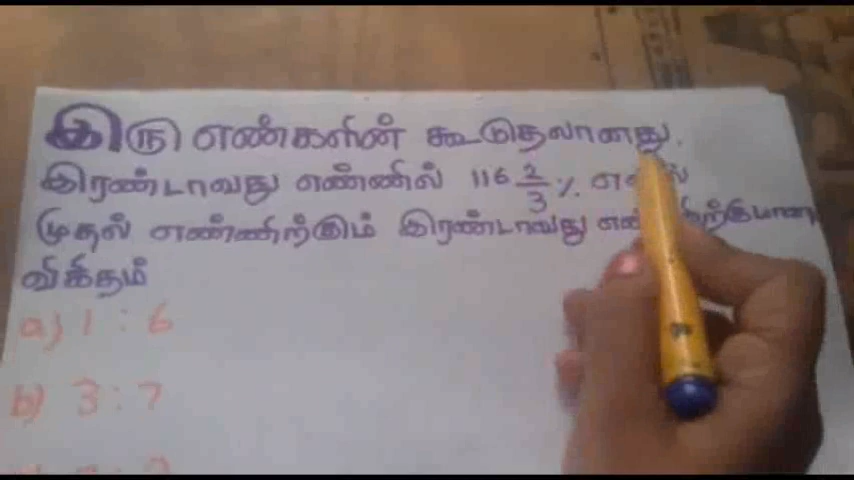 இரு எண்களின் கூடுதலானது.
இரண்டாவது எண்ணில் 116 2/3 %
முதல் எண்ணிற்கும் இரண்டாவது
விகிதம்
a) 1 : 6
b) 3 : 7